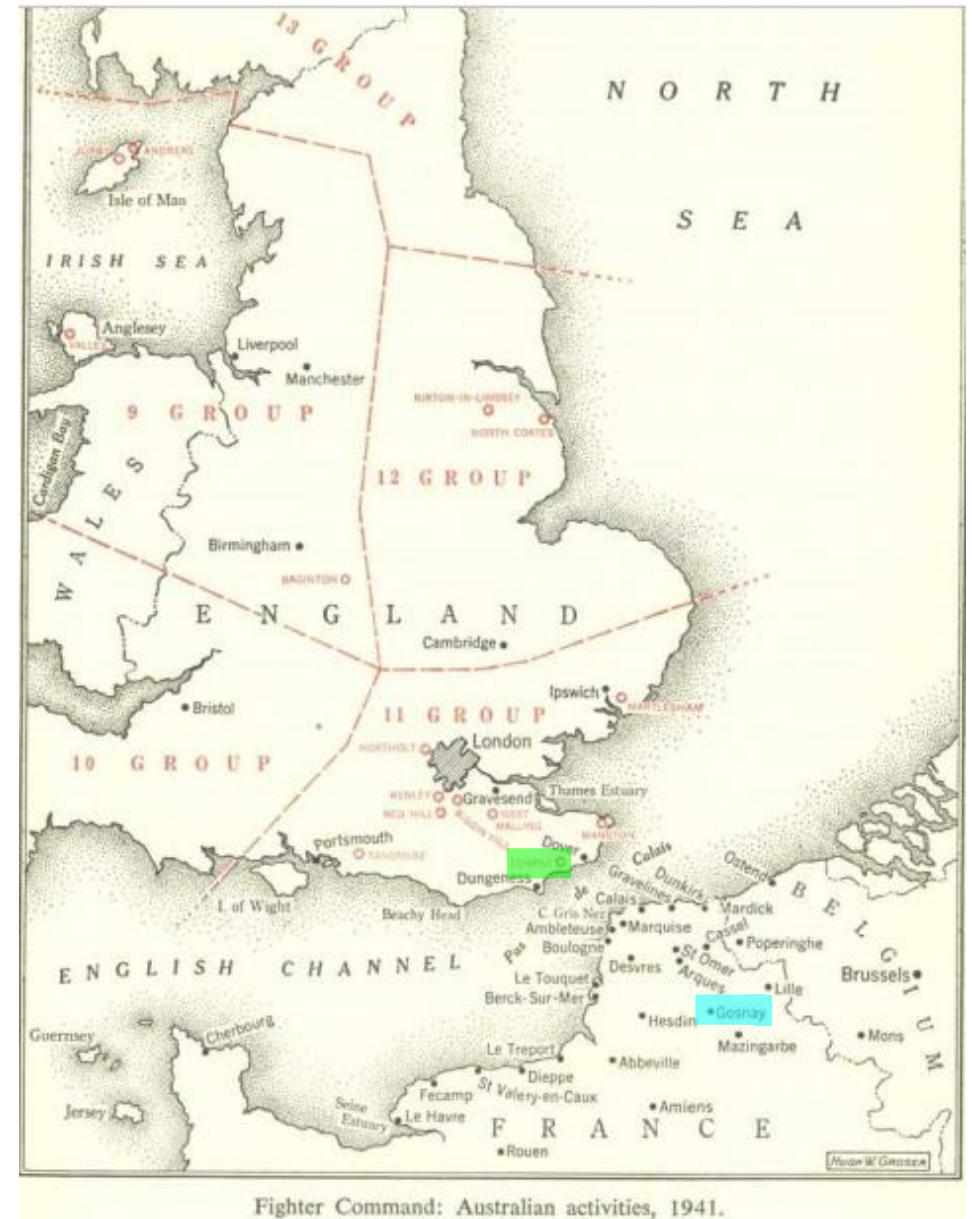 13 GROUP
NORTH
SEA
JURBY
ANDREAS
Isle of Man
IRISH SEA
Anglesey
VALLEY
Liverpool
Manchester
9 GROUP
KIRTON-IN-LINDSEY
NORTH COATES
12 GROUP
Cardigan Bay
WALES
Birmingham
BAGINTON
ENGLAND
Cambridge
Ipswich
MARTLESHAM
Bristol
11 GROUP
NORTHOLT
London
10 GROUP
KENLEY
Gravesend
Thames Estuary
RED HILL
BIGGIN HILL
WEST
MALLING
MANSTON
Portsmouth
TANGMERE
Dover
LYMPNE
Dungeness
I. of Wight
Beachy Head
Pas de Calais
Ostend
BELGIUM
Dunkirk
Gravelines
Calais
Mardick
C. Gris Nez
Ambleteuse
Marquise
Cassel
Poperinghe
Boulogne
St Omer
Desvres
Arques
ENGLISH CHANNEL
Le Touquet
Lille
Brussels
Berck-Sur-Mer
Gosnay
Hesdin
Guernsey
Cherbourg
Mazingarbe
Mons
Le Treport
Abbeville
Dieppe
Fecamp
St Valery-en-Caux
Jersey
Seine
Estuary
Le Havre
Amiens
FRANCE
Rouen
HUGH W. GROSER
Fighter Command: Australian activities, 1941.